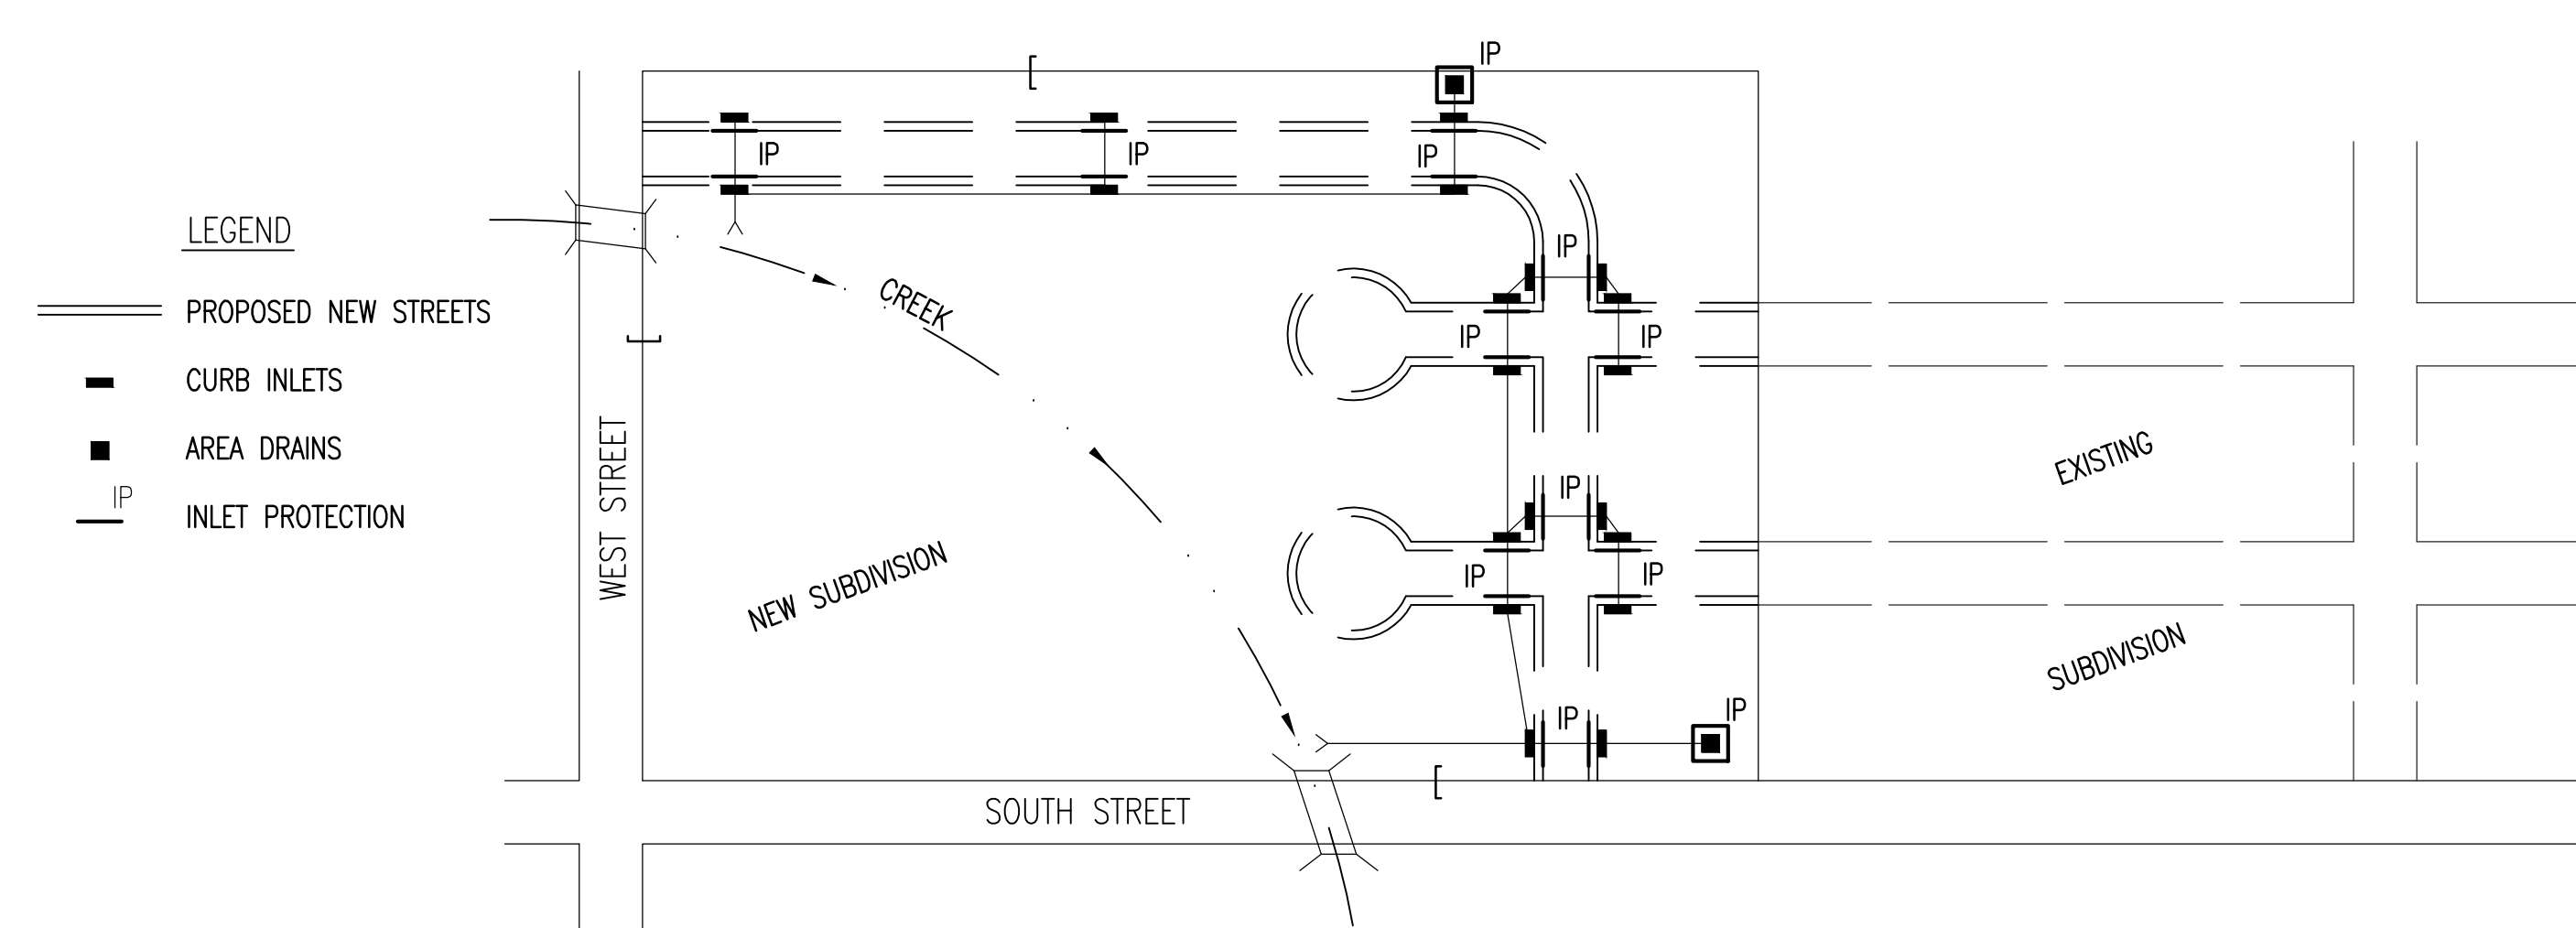 LEGEND
PROPOSED NEW STREETS
CURB INLETS
AREA DRAINS
IP
INLET PROTECTION
WEST STREET
IP
IP
IP
IP
IP
IP
IP
CREEK
NEW SUBDIVISION
IP
IP
IP
IP
IP
SOUTH STREET
EXISTING
SUBDIVISION